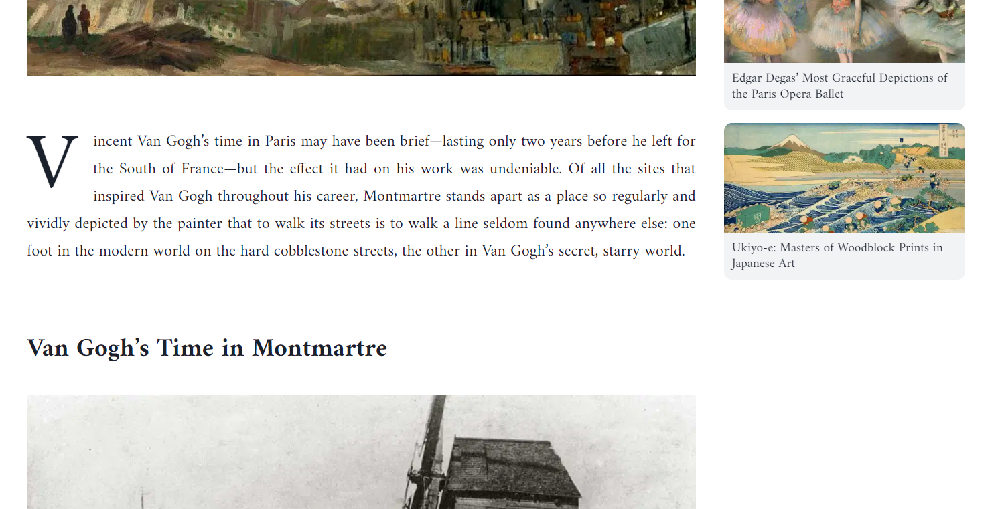 Vincent Van Gogh’s time in Paris may have been brief—lasting only two years before he left for
the South of France—but the effect it had on his work was undeniable. Of all the sites that
inspired Van Gogh throughout his career, Montmartre stands apart as a place so regularly and
vividly depicted by the painter that to walk its streets is to walk a line seldom found anywhere else: one
foot in the modern world on the hard cobblestone streets, the other in Van Gogh’s secret, starry world.
Van Gogh’s Time in Montmartre
Edgar Degas’ Most Graceful Depictions of
the Paris Opera Ballet
Ukiyo-e: Masters of Woodblock Prints in
Japanese Art